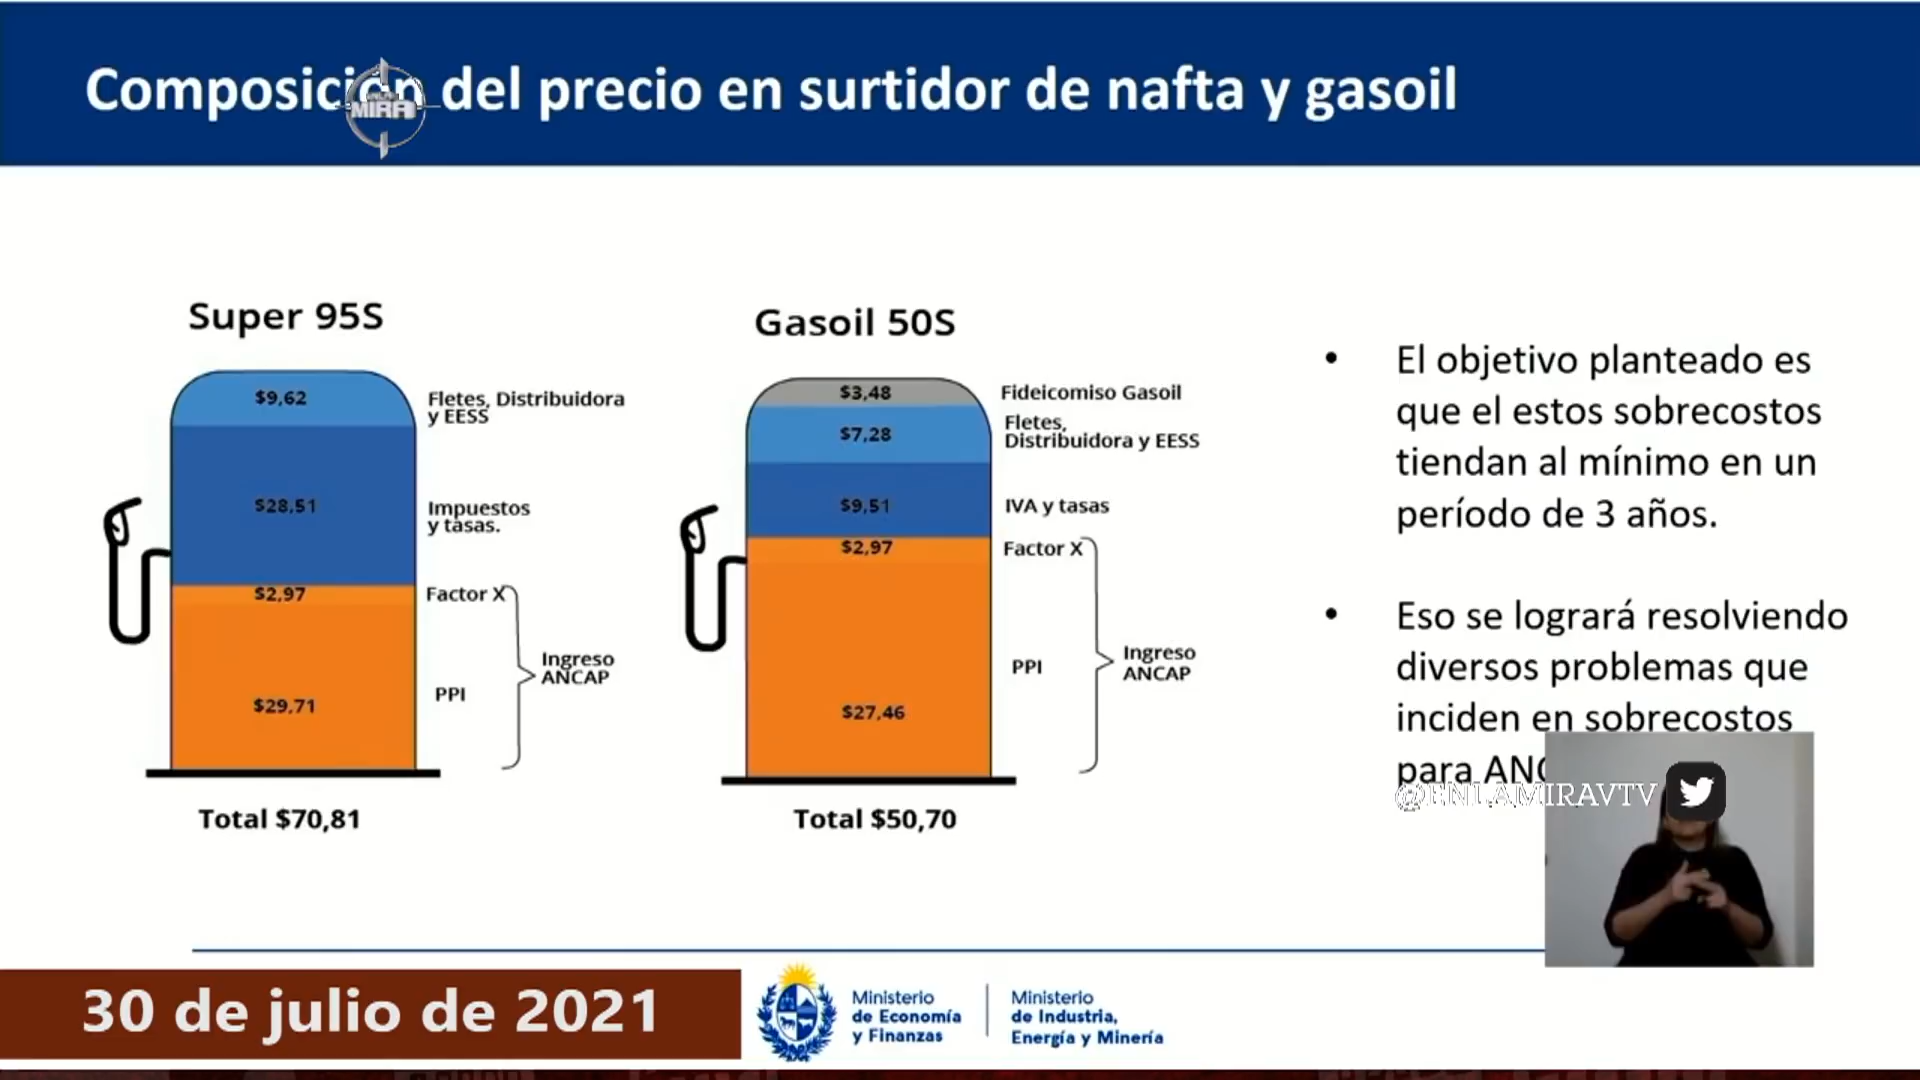 Composición del precio en surtidor de nafta y gasoil
MIRA
Super 95S
$9,62
Fletes, Distribuidora
y EESS
$28,51
Impuestos
y tasas.
$2,97
Factor X
Ingreso
ANCAP
PPI
$29,71
Total $70,81
Gasoil 50S
$3,48
Fideicomiso Gasoil
Fletes,
Distribuidora y EESS
$7,28
$9,51
IVA y tasas
$2,97
Factor X
Ingreso
ANCAP
PPI
$27,46
Total $50,70
• El objetivo planteado es
que el estos sobrecostos
tiendan al mínimo en un
período de 3 años.
• Eso se logrará resolviendo
diversos problemas que
inciden en sobrecostos
para
@ENLAMIRAVTV
30 de julio de 2021
Ministerio
de Economía
y Finanzas
Ministerio
de Industria,
Energía y Minería